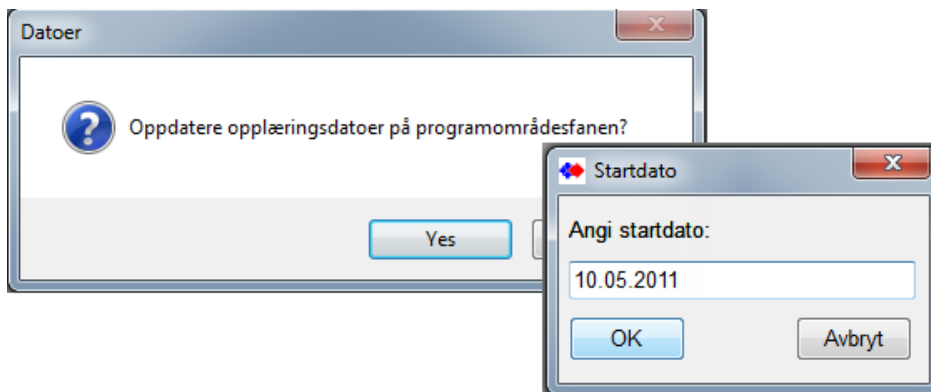 Datoer
Oppdatere opplæringsdatoer på programområdesfanen?
Yes
Startdato
Angi startdato:
10.05.2011
OK
Avbryt